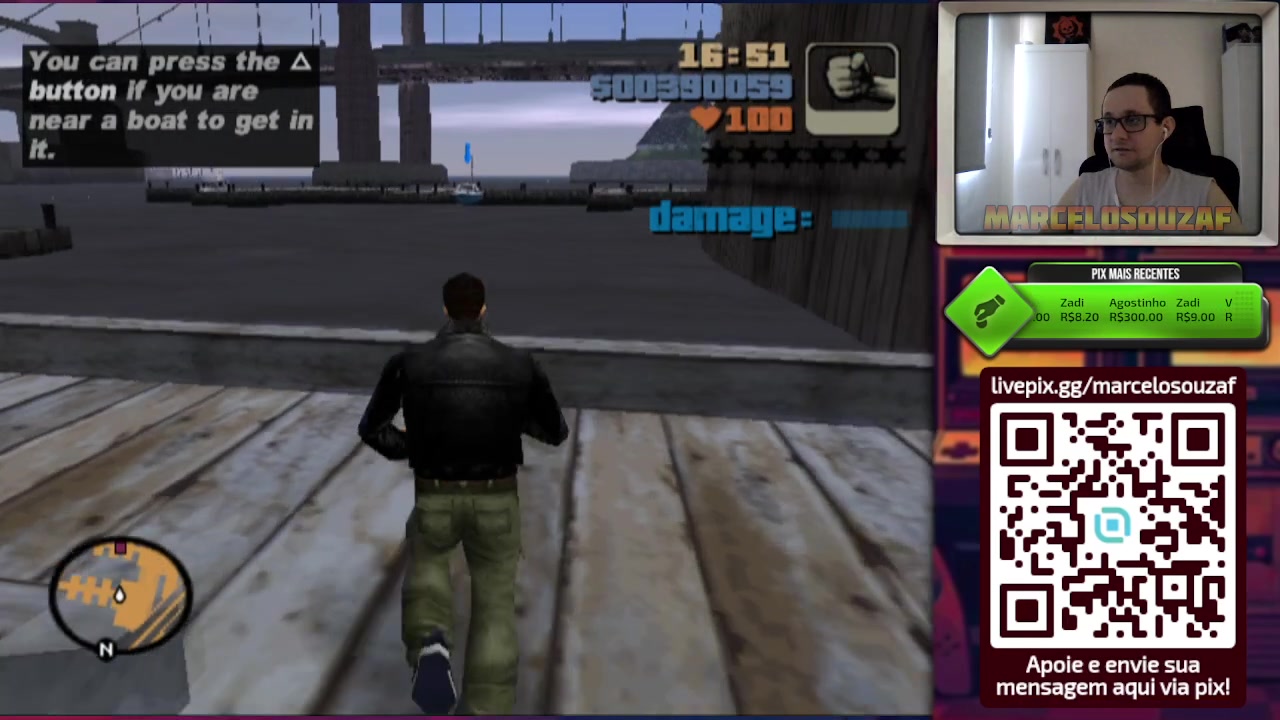 You can press the △
button if you are
near a boat to get in
it.
16:51
$00390059
100
damage:
N
MARCELOSOUZAF
PIX MAIS RECENTES
Zadi Agostinho Zadi V
00 R$8.20 R$300.00 R$9.00 R
livepix.gg/marcelosouzaf
Apoie e envie sua
mensagem aqui via pix!